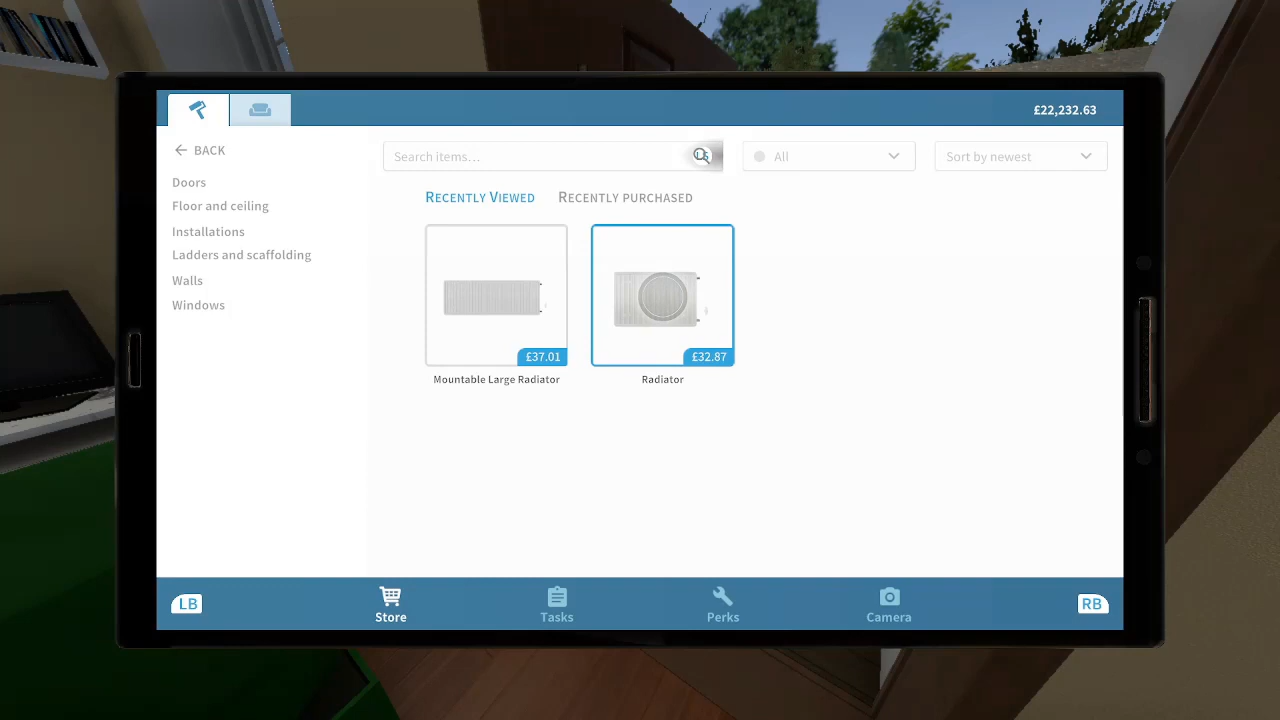 £22,232.63
BACK
Search items...
All
Sort by newest
Doors
Floor and ceiling
Installations
Ladders and scaffolding
Walls
Windows
RECENTLY VIEWED
RECENTLY PURCHASED
£37.01
£32.87
Mountable Large Radiator
Radiator
LB
Store
Tasks
Perks
Camera
RB